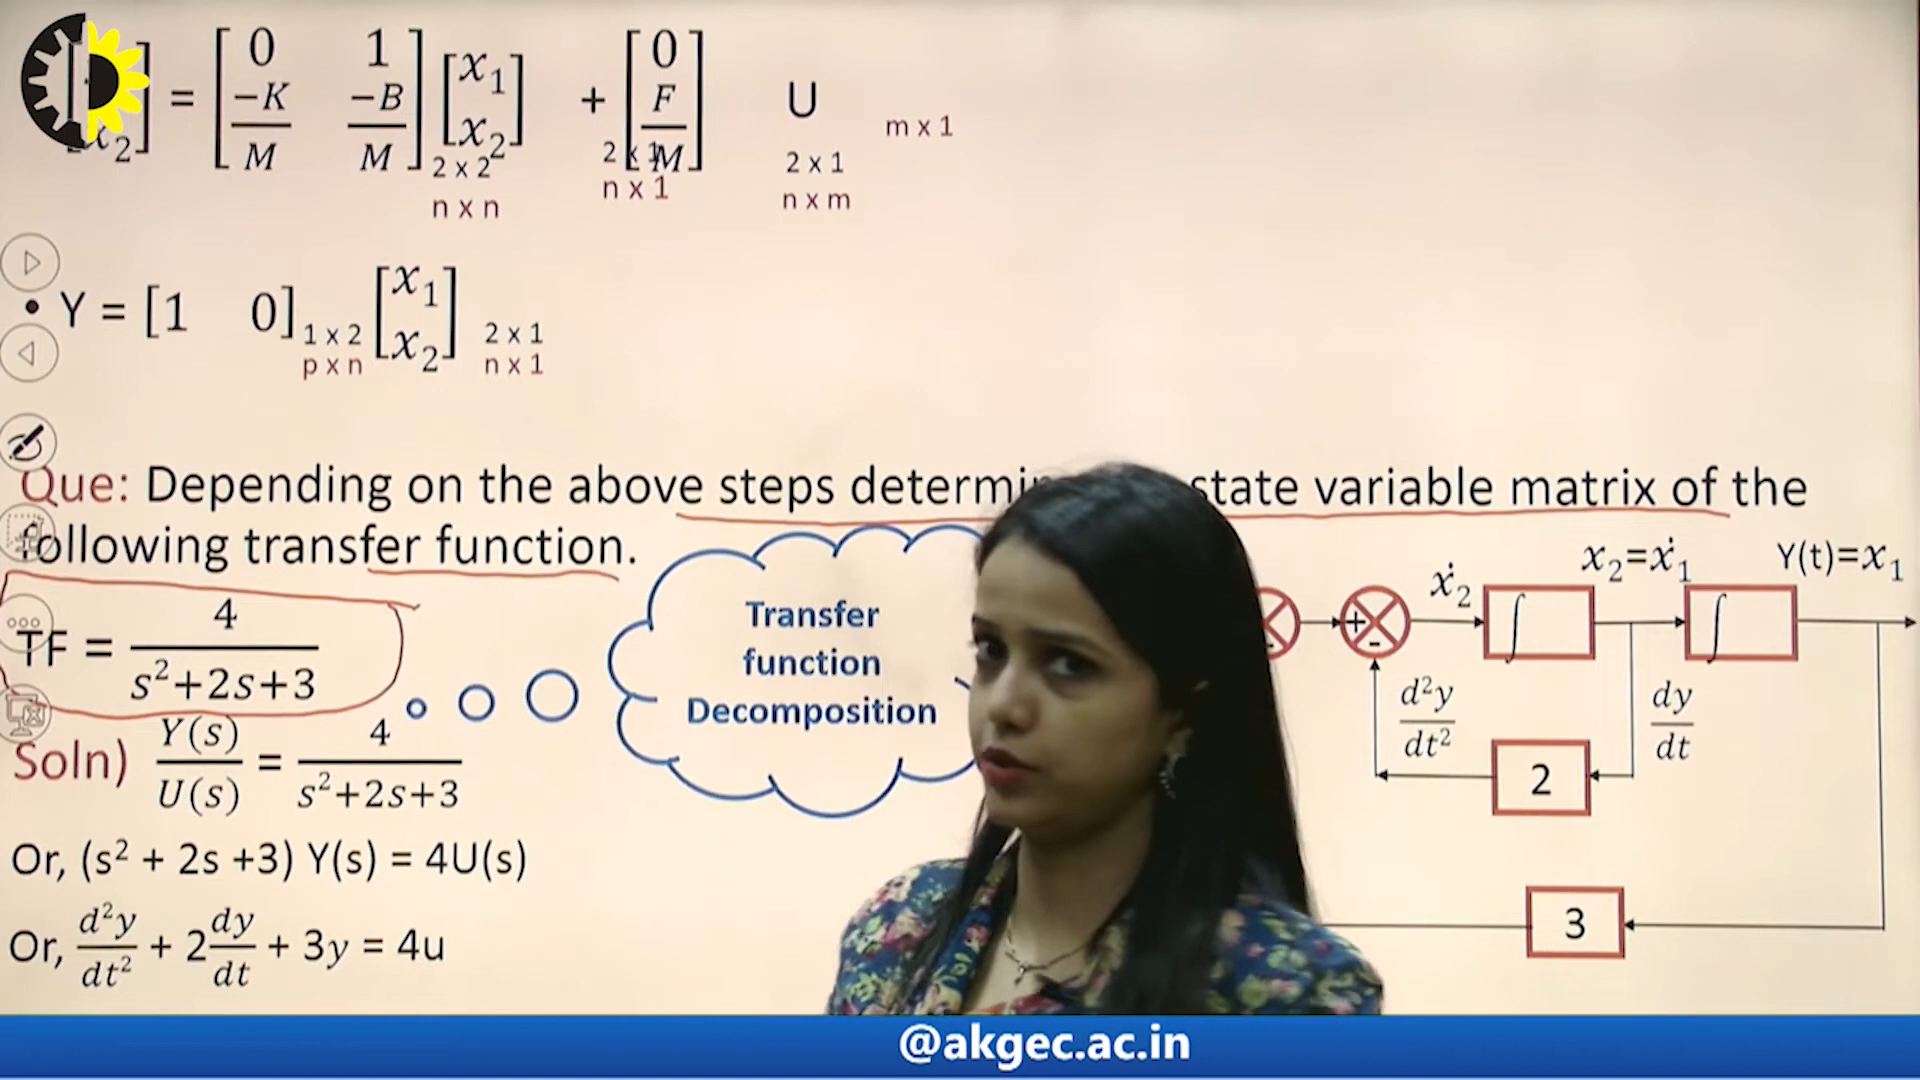 x₂] = [0 1 −K/M −B/M] [x₁ x₂] 2 x 2 n x n + [0 F/M] 2 x 1 n x 1 U 2 x 1 n x m m x 1
• Y = [1 0] 1 x 2 p x n [x₁ x₂] 2 x 1 n x 1
Que: Depending on the above steps state variable matrix of the
following transfer function.
TF = 4/(s²+2s+3)
Soln) Y(s)/U(s) = 4/(s²+2s+3)
Or, (s² + 2s +3) Y(s) = 4U(s)
Or, d²y/dt² + 2 dy/dt + 3y = 4u
Transfer
function
Decomposition
ẋ₂
x₂=ẋ₁
Y(t)=x₁
+
-
∫
∫
d²y/dt²
dy/dt
2
3
@akgec.ac.in